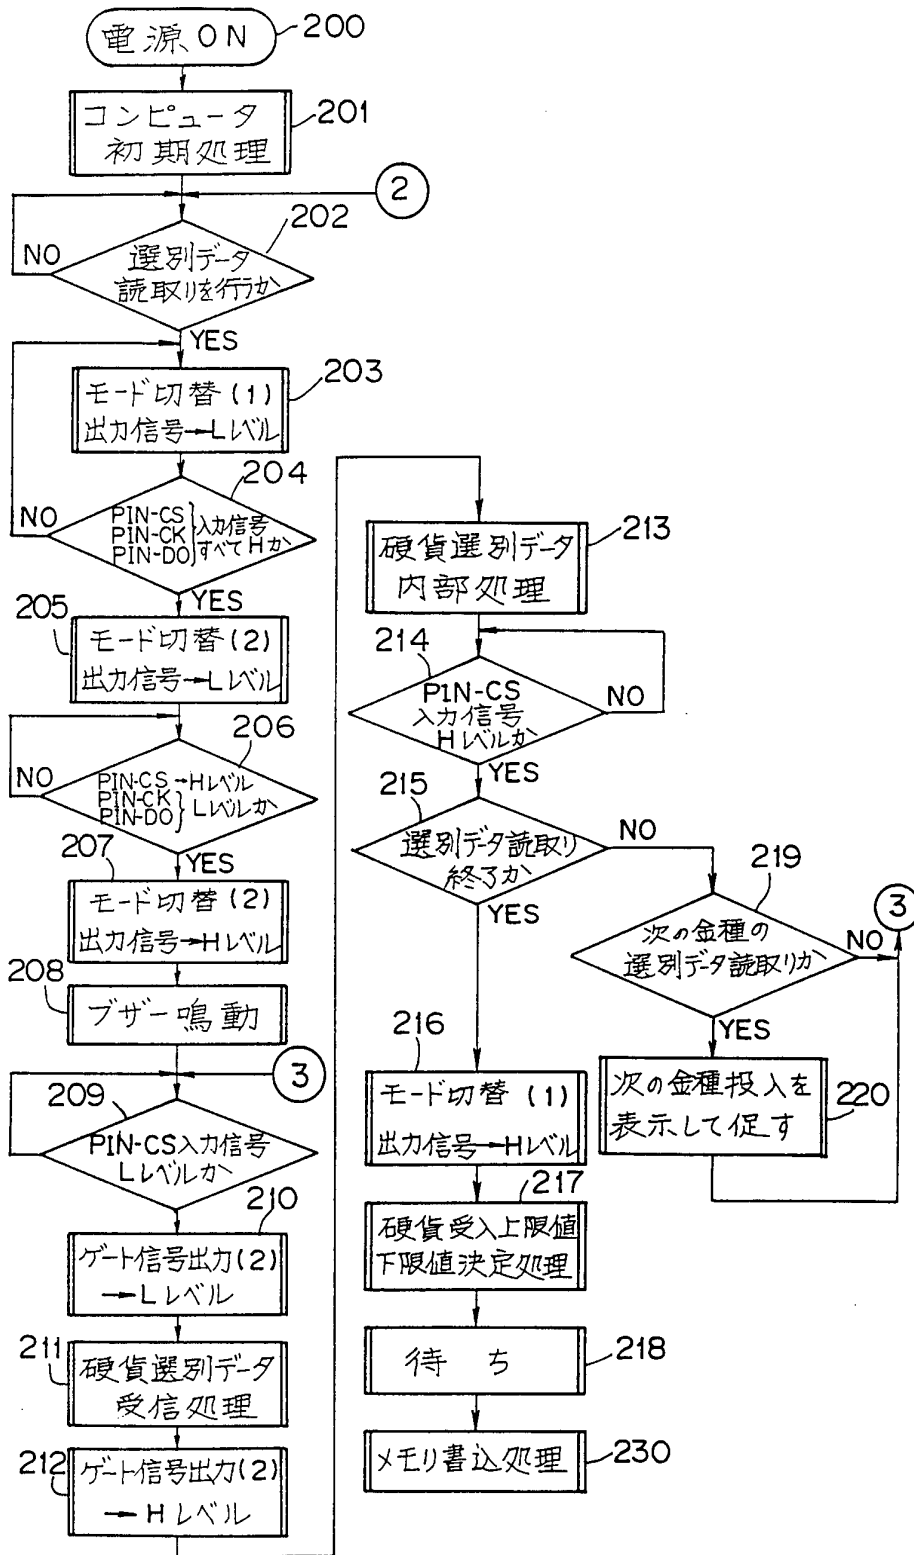 電源ON
200
コンピュータ
初期処理
201
2
202
選別データ
読取りを行うか
NO
YES
モード切替(1)
出力信号→Lレベル
203
204
PIN-CS
PIN-CK
PIN-DO
入力信号
すべてHか
NO
YES
205
モード切替(2)
出力信号→Lレベル
206
PIN-CS→Hレベル
PIN-CK
PIN-DO
Lレベルか
NO
YES
207
モード切替(2)
出力信号→Hレベル
208
ブザー鳴動
3
209
PIN-CS入力信号
Lレベルか
210
ゲート信号出力(2)
→Lレベル
211
硬貨選別データ
受信処理
212
ゲート信号出力(2)
→Hレベル
硬貨選別データ
内部処理
213
214
PIN-CS
入力信号
Hレベルか
NO
YES
215
選別データ読取り
終了か
NO
YES
219
次の金種の
選別データ読取りか
NO
3
YES
次の金種投入を
表示して促す
220
216
モード切替(1)
出力信号→Hレベル
217
硬貨受入上限値
下限値決定処理
待ち
218
メモリ書込処理
230